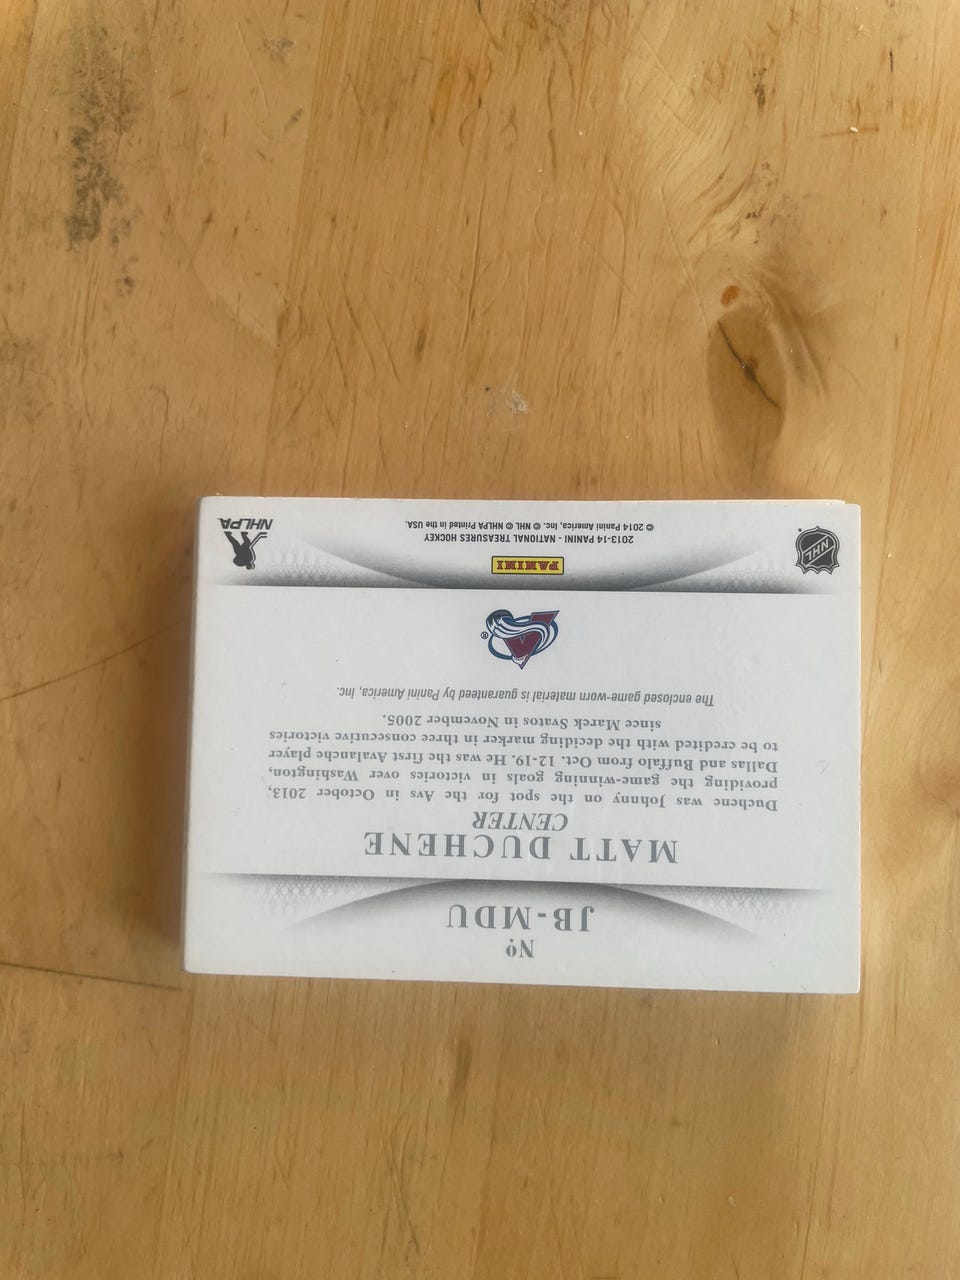 Nº
JB-MDU
MATT DUCHENE
CENTER
Duchene was Johnny on the spot for the Avs in October 2013,
providing the game-winning goals in victories over Washington,
Dallas and Buffalo from Oct. 12-19. He was the first Avalanche player
to be credited with the deciding marker in three consecutive victories
since Marek Svatos in November 2005.
The enclosed game-worn material is guaranteed by Panini America, Inc.
®
PANINI
2013-14 PANINI - NATIONAL TREASURES HOCKEY
© 2014 Panini America, Inc. © NHL © NHLPA Printed in the USA.
NHL
NHLPA